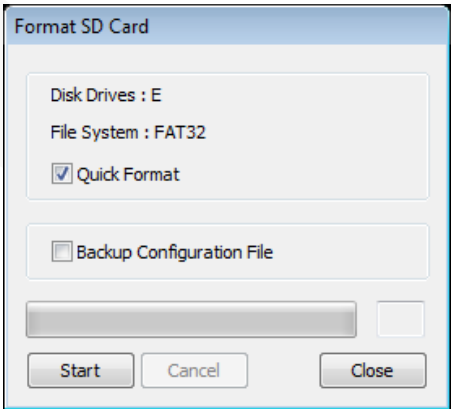 Format SD Card
Disk Drives : E
File System : FAT32
Quick Format
Backup Configuration File
Start Cancel Close